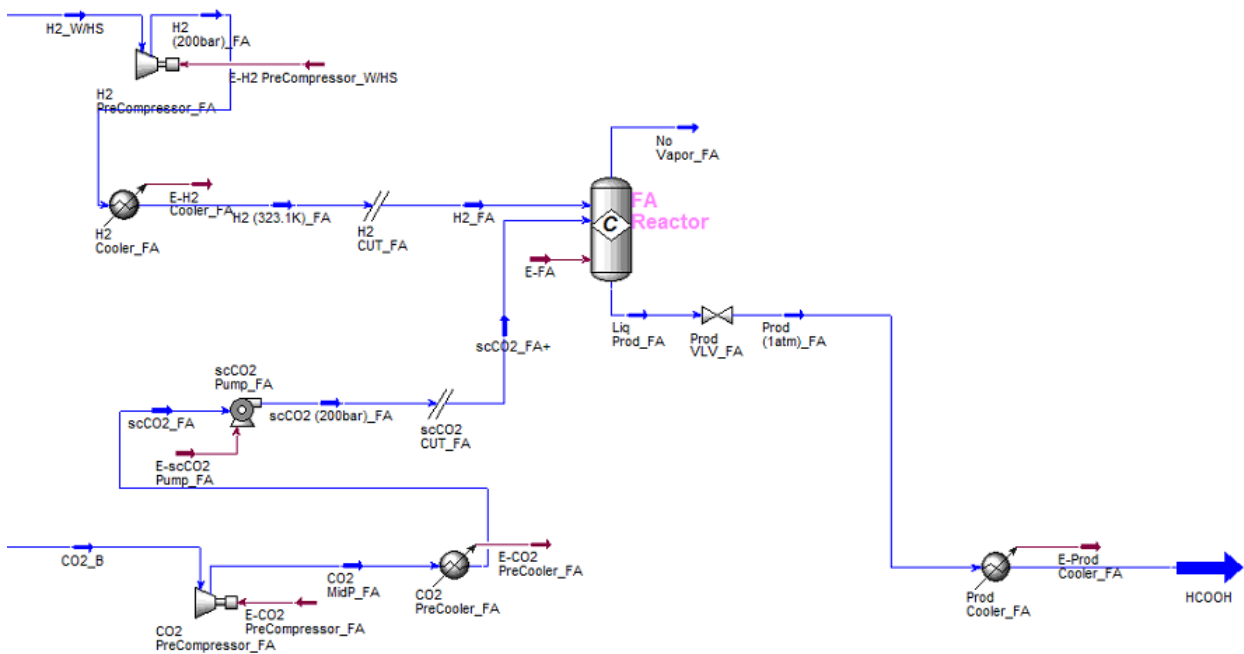 H2_W/HS
H2
(200bar)_FA
E-H2 PreCompressor_W/HS
H2
PreCompressor_FA
No
Vapor_FA
FA
Reactor
C
E-H2
Cooler_FA
H2 (323.1K)_FA
H2_FA
H2
Cooler_FA
H2
CUT_FA
E-FA
Liq
Prod_FA
Prod
VLV_FA
Prod
(1atm)_FA
scCO2_FA+
scCO2
Pump_FA
scCO2_FA
scCO2 (200bar)_FA
scCO2
CUT_FA
E-scCO2
Pump_FA
CO2_B
CO2
MidP_FA
E-CO2
PreCooler_FA
CO2
PreCooler_FA
E-CO2
PreCompressor_FA
CO2
PreCompressor_FA
E-Prod
Cooler_FA
Prod
Cooler_FA
HCOOH